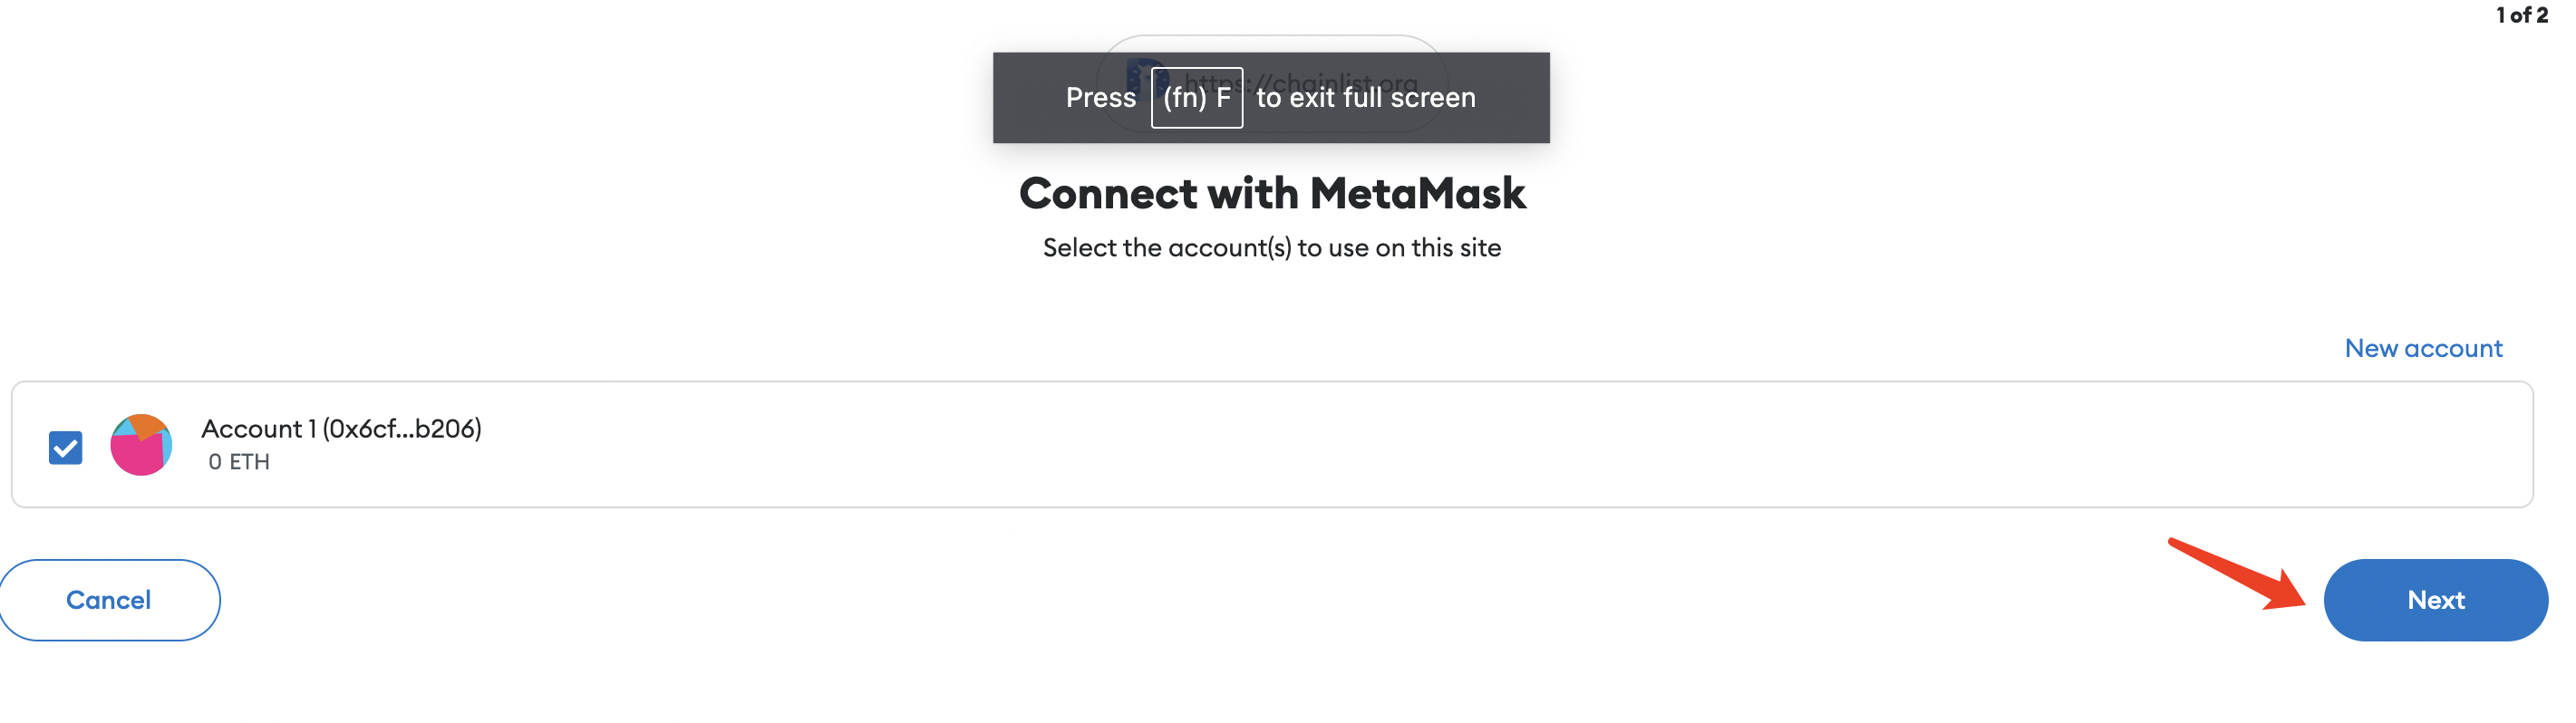 1 of 2
https://chainlist.org
Press (fn) F to exit full screen
Connect with MetaMask
Select the account(s) to use on this site
New account
Account 1 (0x6cf...b206)
0 ETH
Cancel
Next